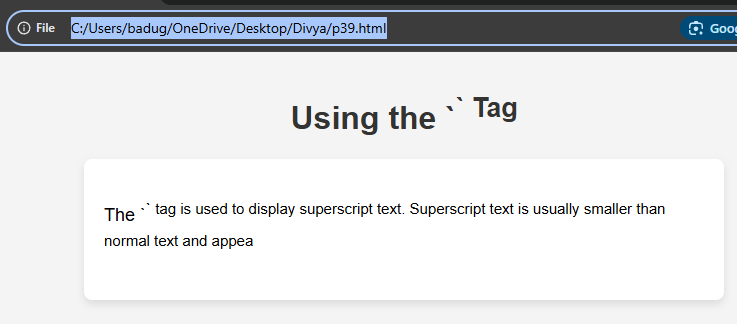 File C:/Users/badug/OneDrive/Desktop/Divya/p39.html Goog
Using the `` Tag
The `` tag is used to display superscript text. Superscript text is usually smaller than
normal text and appea